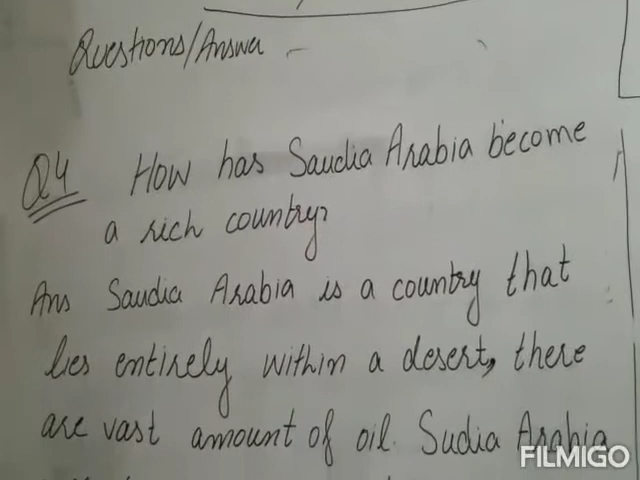 Questions/Answer
Q4 How has Saudia Arabia become
a rich country?
Ans Saudia Arabia is a country that
lies entirely within a desert, there
are vast amount of oil. Sudia Arabia
FILMIGO